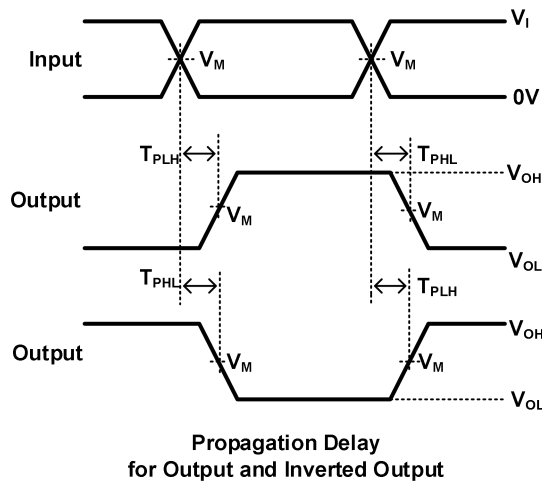 V_I
Input
V_M
V_M
0V
T_PLH
T_PHL
V_OH
Output
V_M
V_M
V_OL
T_PHL
T_PLH
V_OH
Output
V_M
V_M
V_OL
Propagation Delay
for Output and Inverted Output